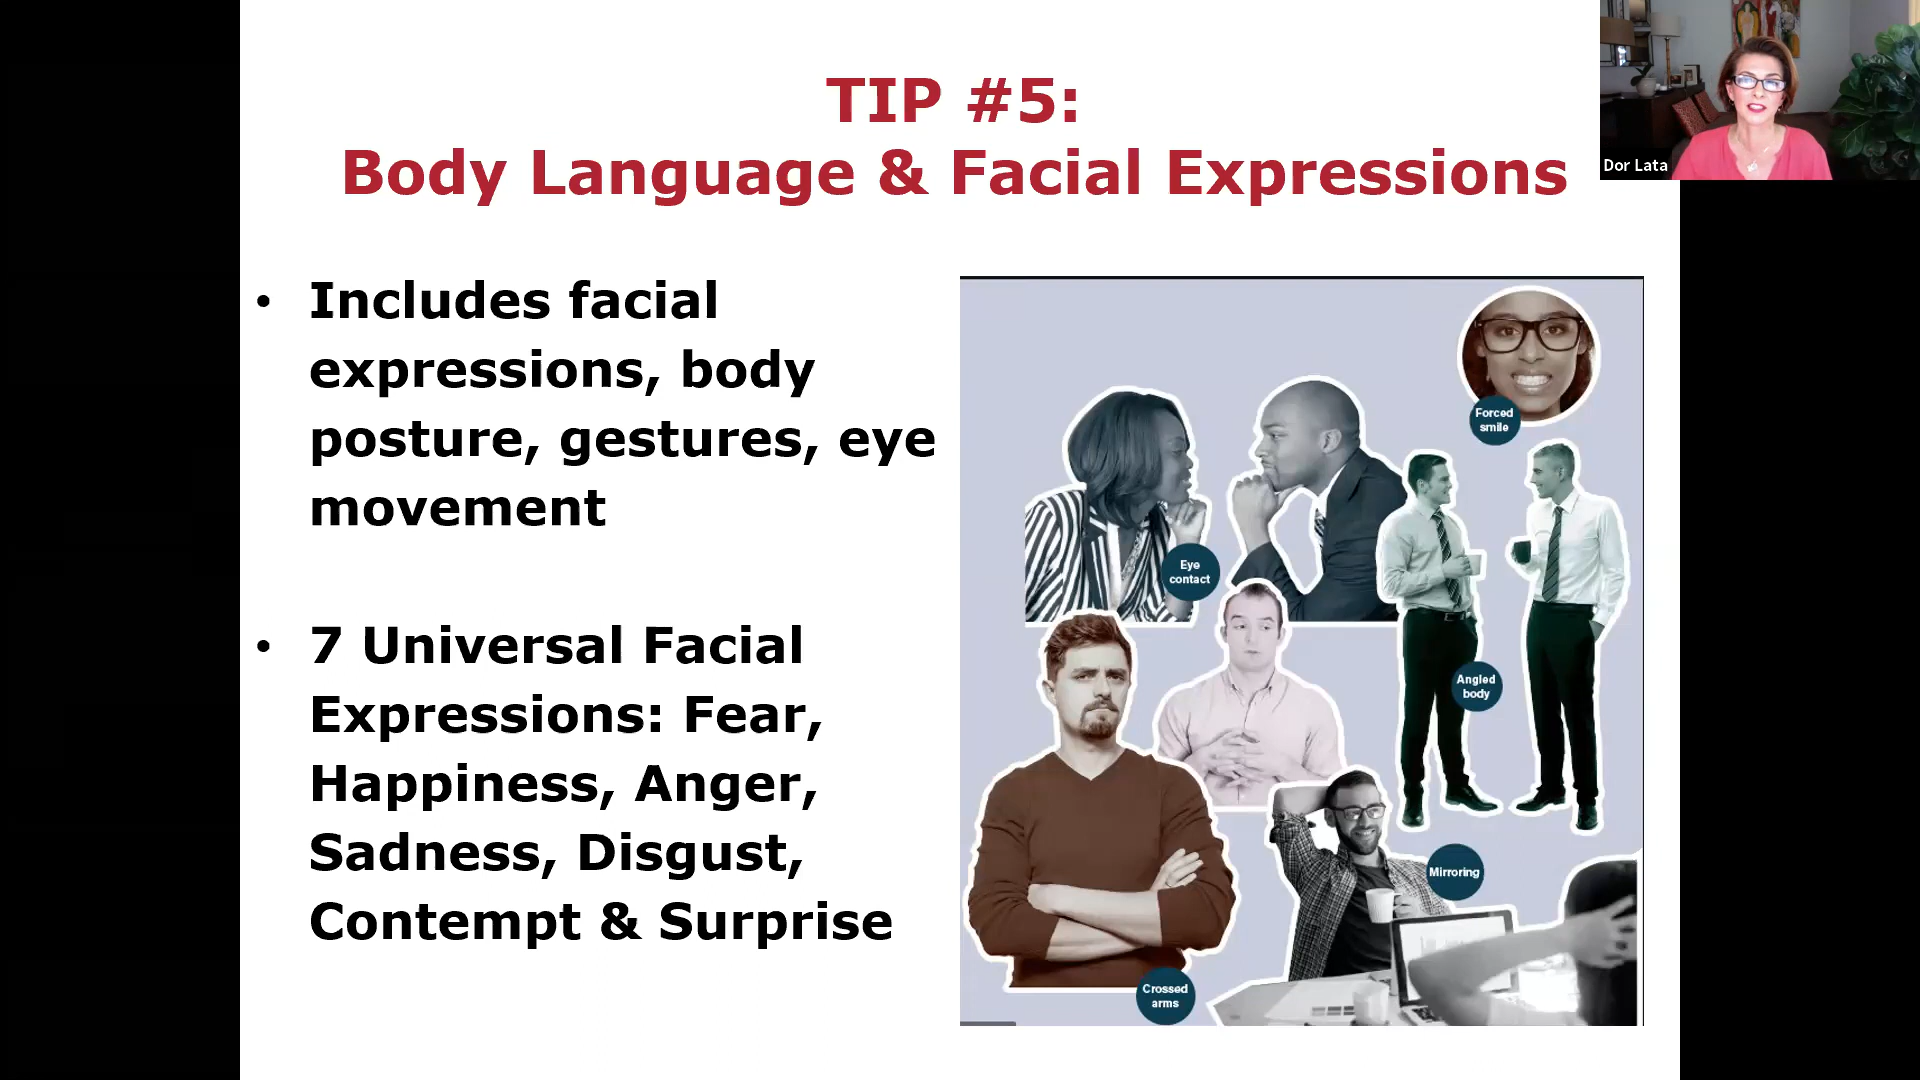 TIP #5:
Body Language & Facial Expressions
Dor Lata
• Includes facial
expressions, body
posture, gestures, eye
movement
• 7 Universal Facial
Expressions: Fear,
Happiness, Anger,
Sadness, Disgust,
Contempt & Surprise
Forced
smile
Eye
contact
Angled
body
Mirroring
Crossed
arms